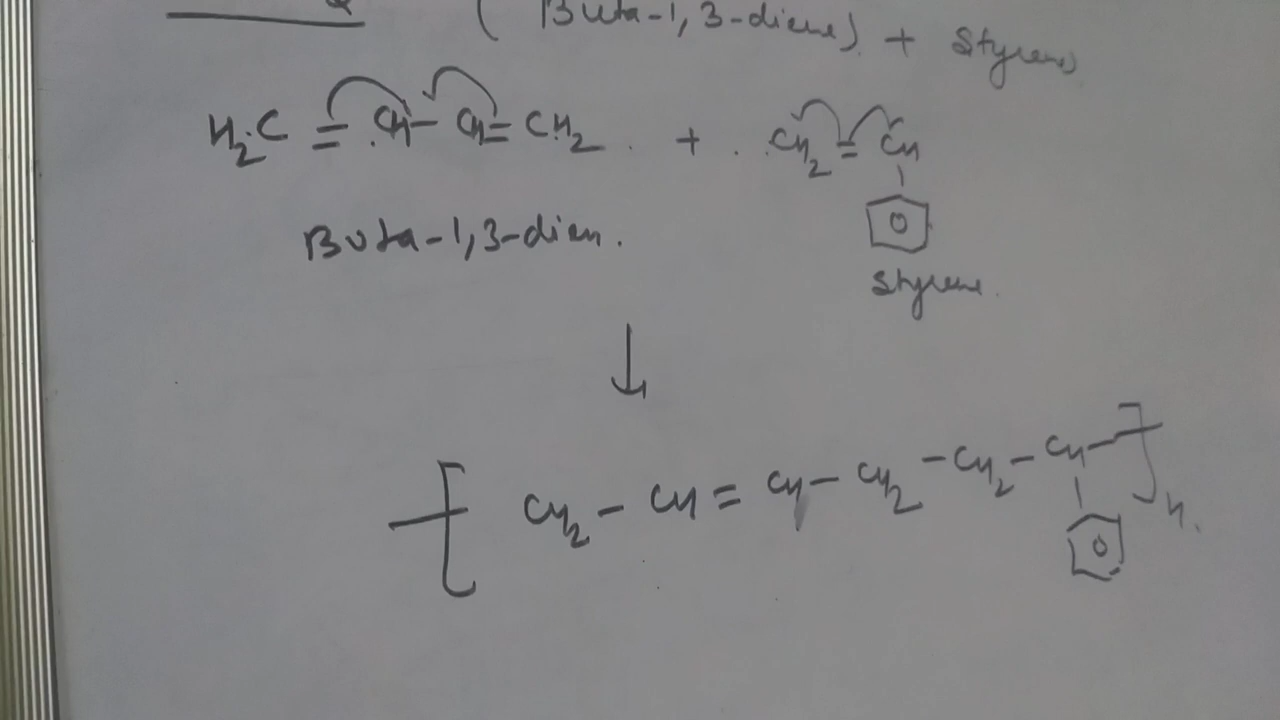 (Buta-1,3-diene) + Styrene
H2C = CH - CH = CH2 + CH2 = CH
Buta-1,3-dien.
Styrene.
CH2 - CH = CH - CH2 - CH2 - CH
n.